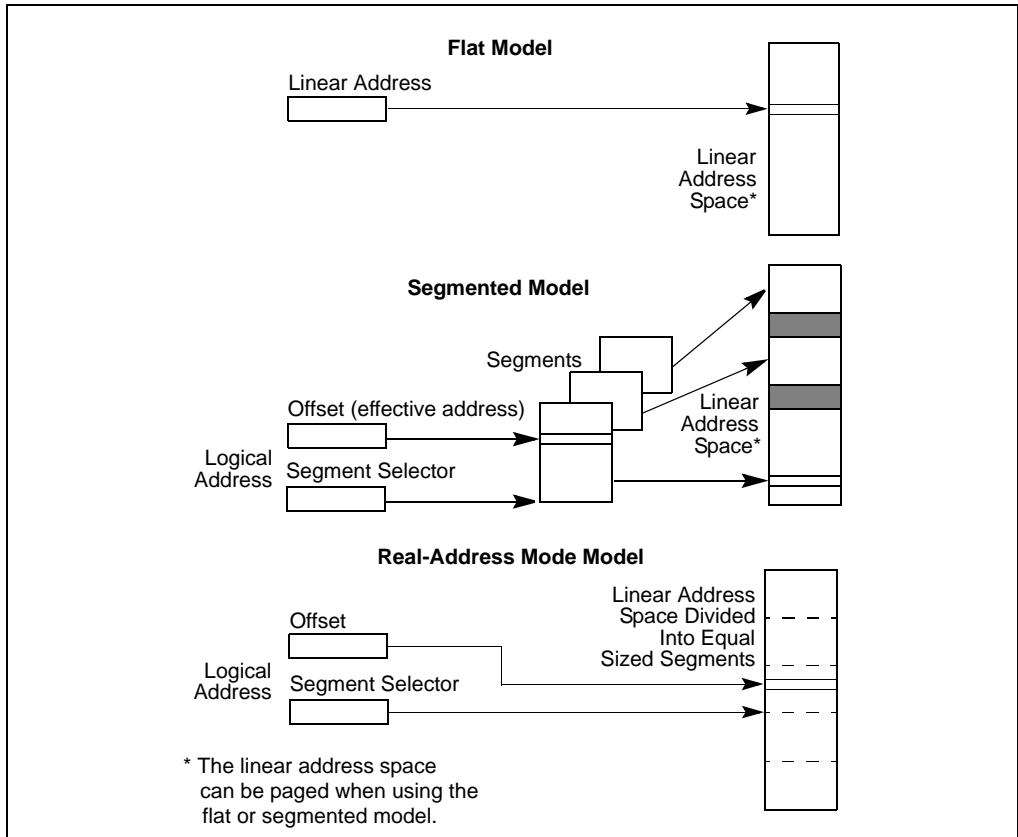 Flat Model
Linear Address
Linear
Address
Space*
Segmented Model
Segments
Offset (effective address)
Linear
Address
Space*
Logical
Address
Segment Selector
Real-Address Mode Model
Linear Address
Space Divided
Into Equal
Sized Segments
Offset
Logical
Address
Segment Selector
* The linear address space
can be paged when using the
flat or segmented model.